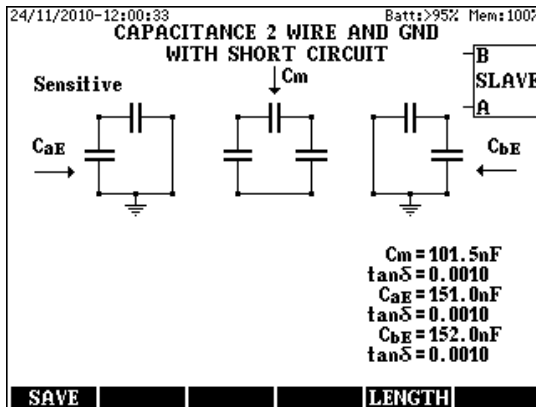 24/11/2010-12:00:33 Batt:>95% Mem:100%
CAPACITANCE 2 WIRE AND GND
WITH SHORT CIRCUIT
Sensitive
Cm
B
SLAVE
A
CaE
CbE
Cm=101.5nF
tanδ=0.0010
CaE=151.0nF
tanδ=0.0010
CbE=152.0nF
tanδ=0.0010
SAVE LENGTH